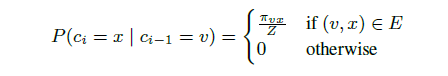 P(c_i = x | c_{i-1} = v) = { π_{vx}/Z if (v, x) ∈ E
0 otherwise